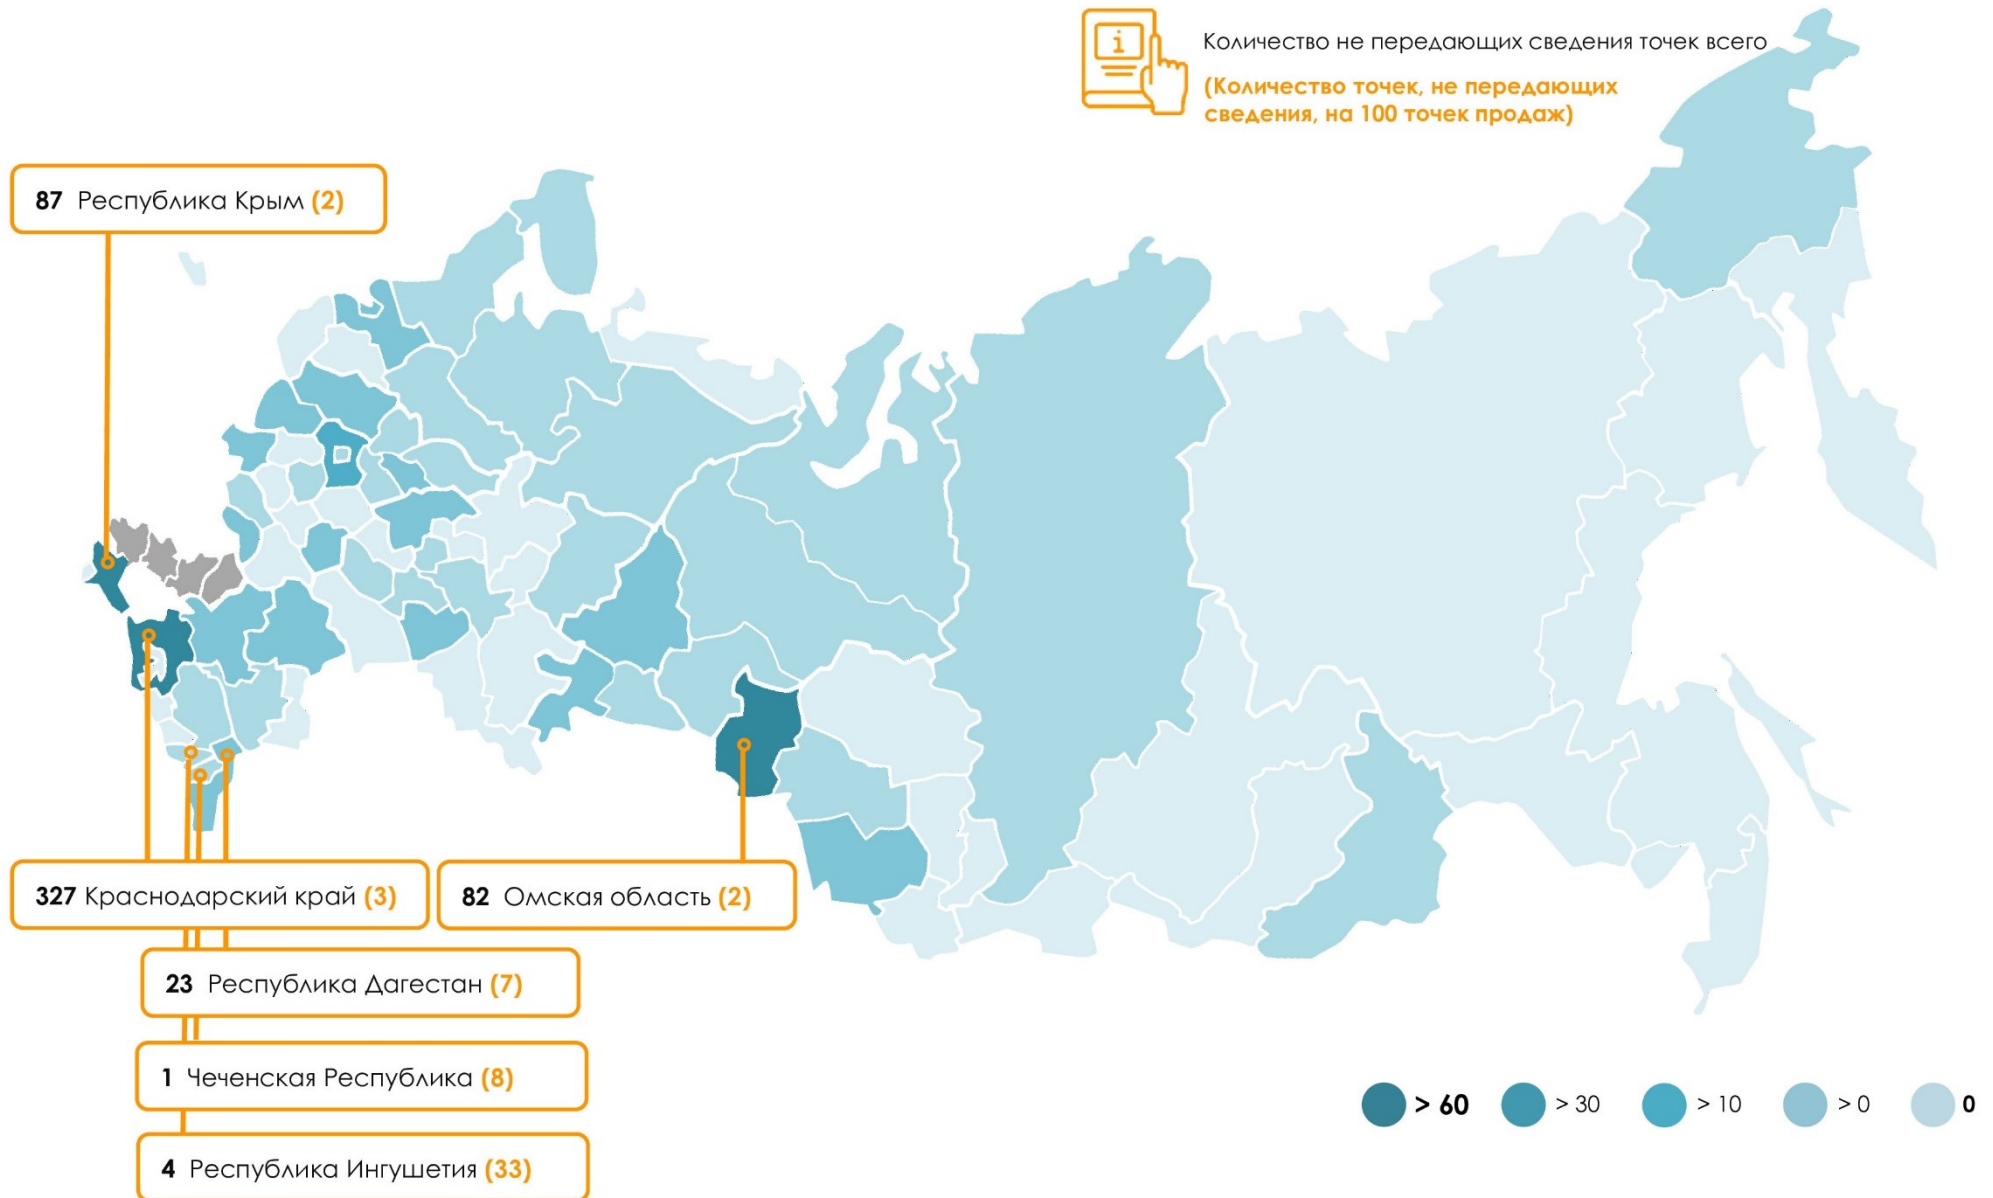 Количество не передающих сведения точек всего
(Количество точек, не передающих
сведения, на 100 точек продаж)
87 Республика Крым (2)
327 Краснодарский край (3)
82 Омская область (2)
23 Республика Дагестан (7)
1 Чеченская Республика (8)
4 Республика Ингушетия (33)
> 60
> 30
> 10
> 0
0